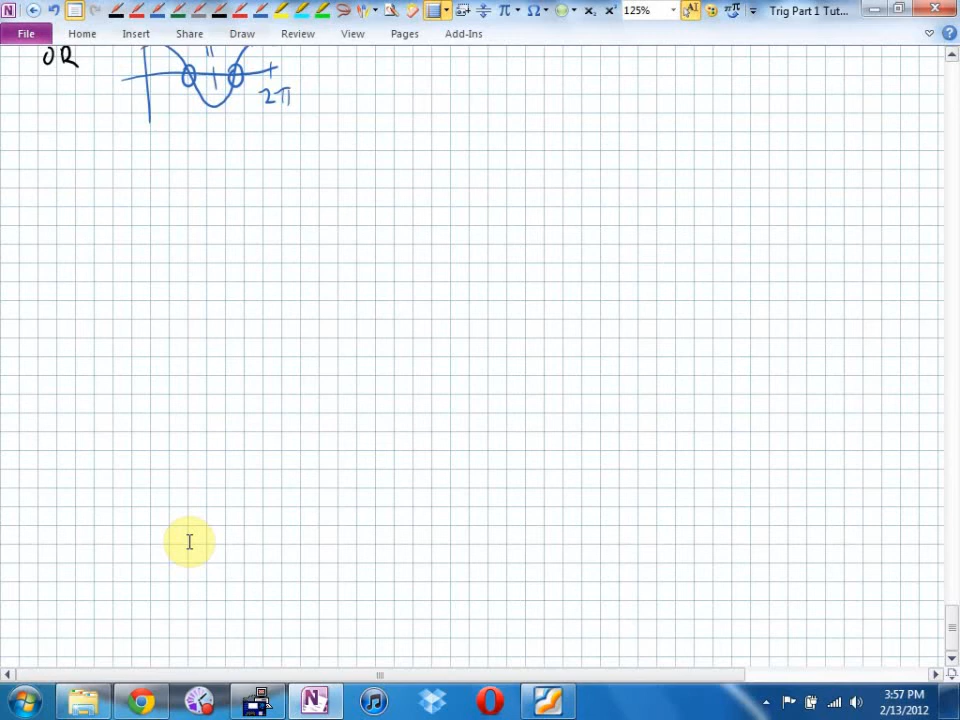 125%
Trig Part 1 Tut...
File Home Insert Share Draw Review View Pages Add-Ins
OR
π
2π
3:57 PM
2/13/2012